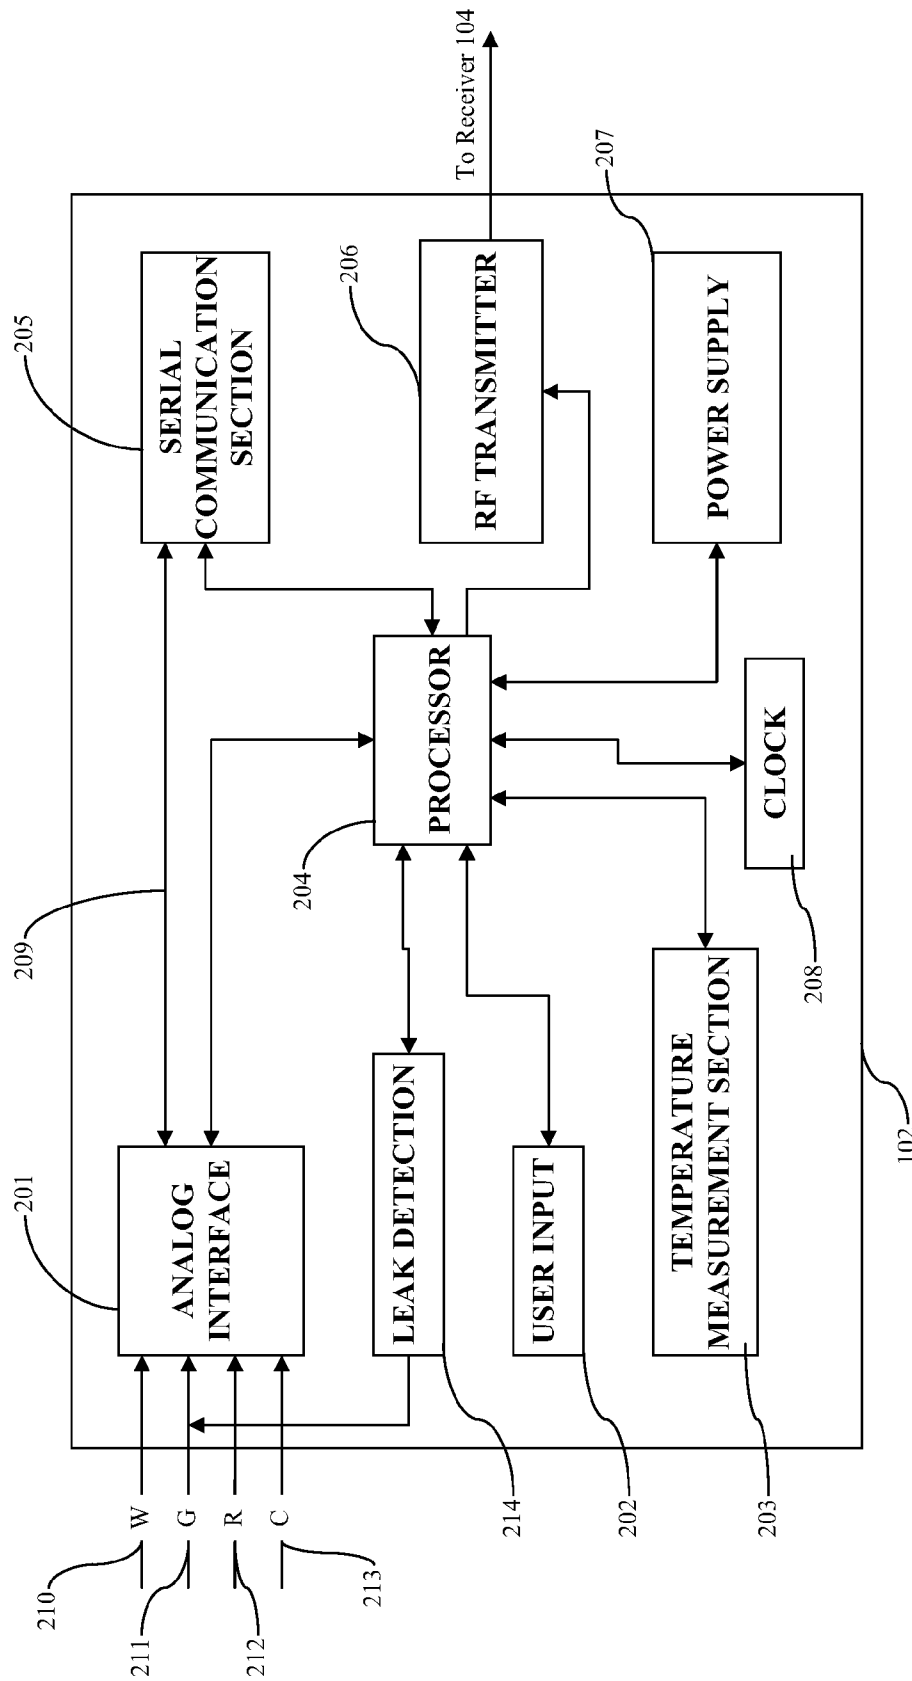 To Receiver 104
205
SERIAL
COMMUNICATION
SECTION
206
RF TRANSMITTER
207
POWER SUPPLY
209
204
PROCESSOR
CLOCK
208
201
ANALOG
INTERFACE
LEAK DETECTION
USER INPUT
TEMPERATURE
MEASUREMENT SECTION
102
210
W
211
G
212
R
213
C
214
202
203